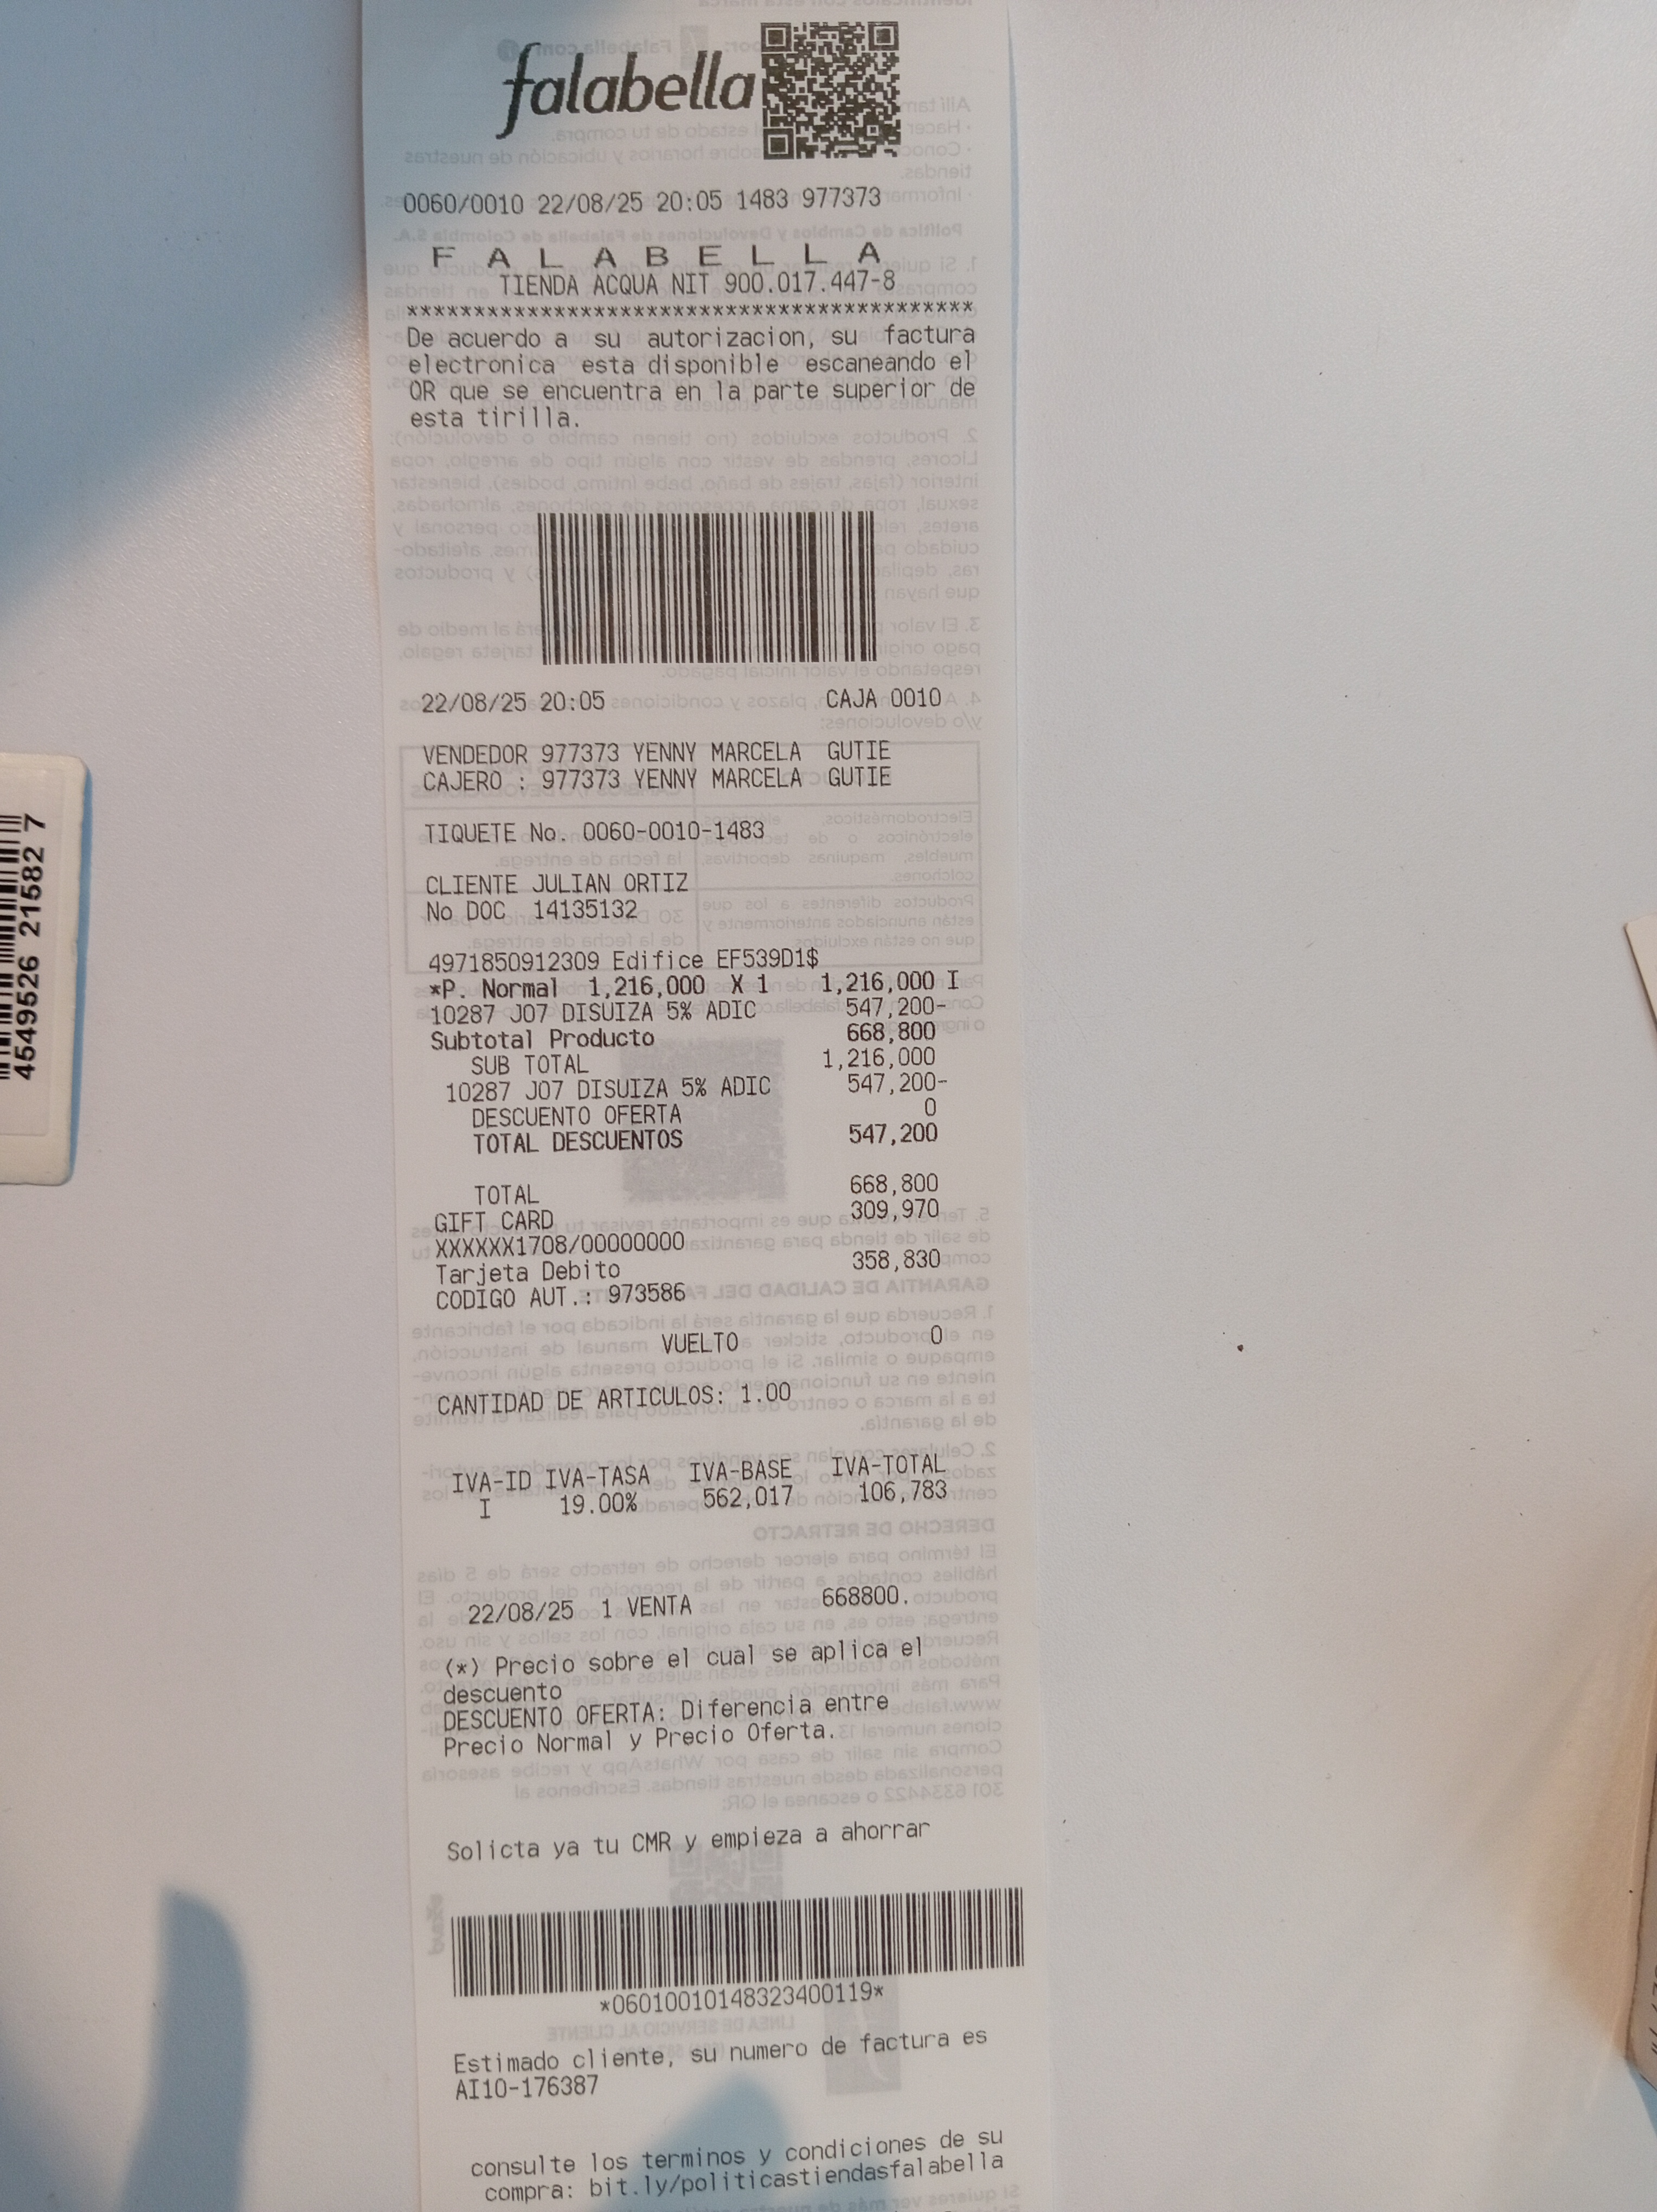 falabella
0060/0010 22/08/25 20:05 1483 977373
F A L A B E L L A
TIENDA ACQUA NIT 900.017.447-8
*******************************************
De acuerdo a su autorizacion, su factura
electronica esta disponible escaneando el
QR que se encuentra en la parte superior de
esta tirilla.
22/08/25 20:05 CAJA 0010
VENDEDOR 977373 YENNY MARCELA GUTIE
CAJERO : 977373 YENNY MARCELA GUTIE
TIQUETE No. 0060-0010-1483
CLIENTE JULIAN ORTIZ
No DOC 14135132
4971850912309 Edifice EF539D1$
*P. Normal 1,216,000 X 1 1,216,000 I
10287 J07 DISUIZA 5% ADIC 547,200-
Subtotal Producto 668,800
SUB TOTAL 1,216,000
10287 J07 DISUIZA 5% ADIC 547,200-
DESCUENTO OFERTA 0
TOTAL DESCUENTOS 547,200
TOTAL 668,800
GIFT CARD 309,970
XXXXXX1708/00000000
Tarjeta Debito 358,830
CODIGO AUT.: 973586
VUELTO 0
CANTIDAD DE ARTICULOS: 1.00
IVA-ID IVA-TASA IVA-BASE IVA-TOTAL
I 19.00% 562,017 106,783
22/08/25 1 VENTA 668800.
(*) Precio sobre el cual se aplica el
descuento
DESCUENTO OFERTA: Diferencia entre
Precio Normal y Precio Oferta.
Solicta ya tu CMR y empieza a ahorrar
*06010010148323400119*
Estimado cliente, su numero de factura es
AI10-176387
consulte los terminos y condiciones de su
compra: bit.ly/politicastiendasfalabella
4549526 21582 7